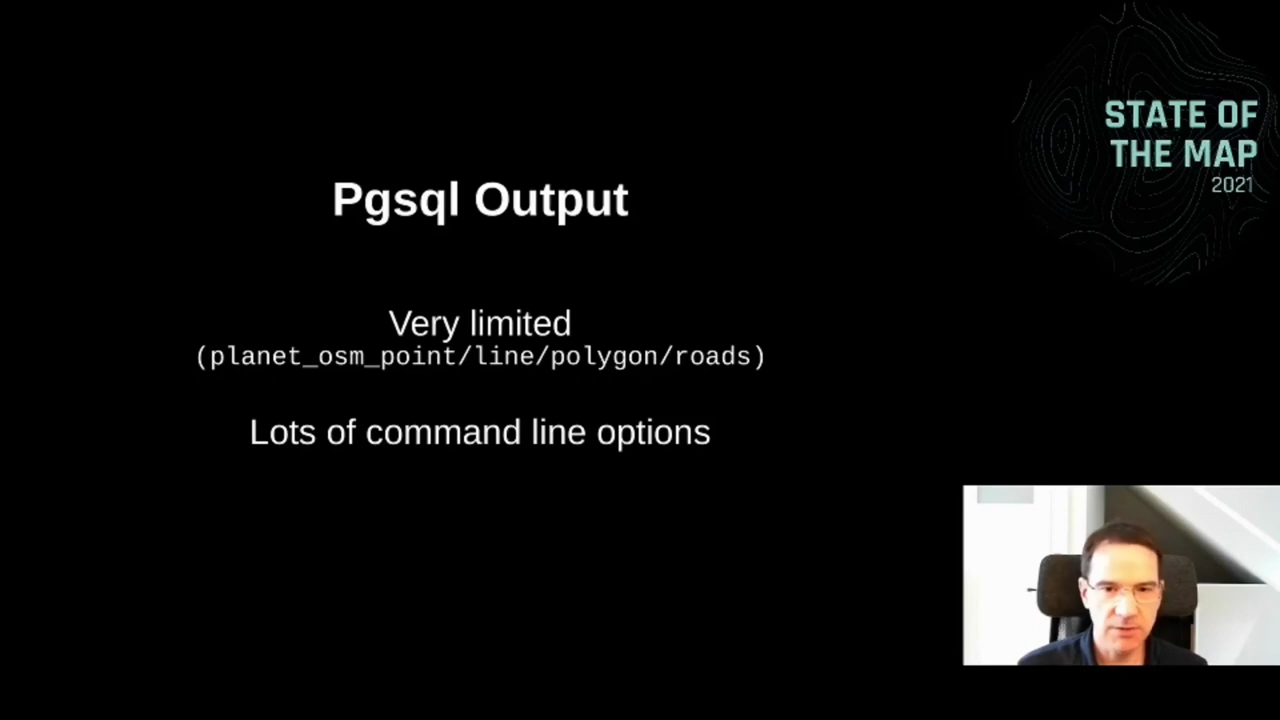 Pgsql Output
Very limited
(planet_osm_point/line/polygon/roads)
Lots of command line options
STATE OF
THE MAP
2021